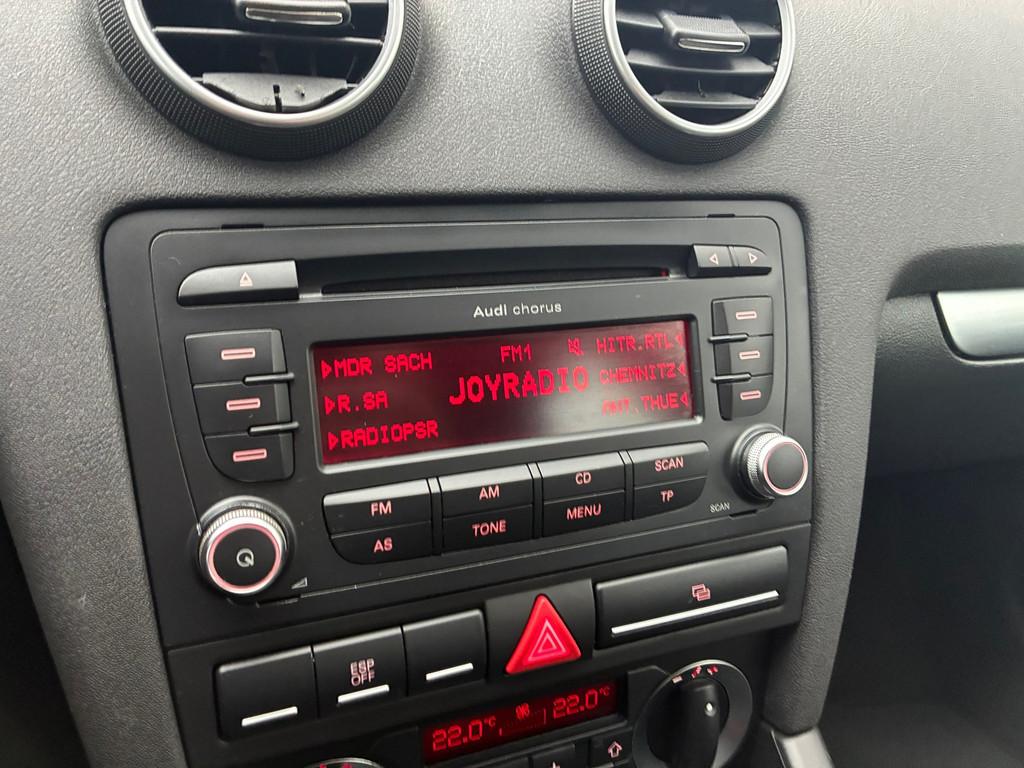 Audi chorus
MDR SACH FM1 HITR.RTL
JOYRADIO CHEMNITZ
R.SA ANT.THUE
RADIOPSR
FM AM CD SCAN
AS TONE MENU TP
SCAN
ESP
OFF
22.0°C 22.0°C